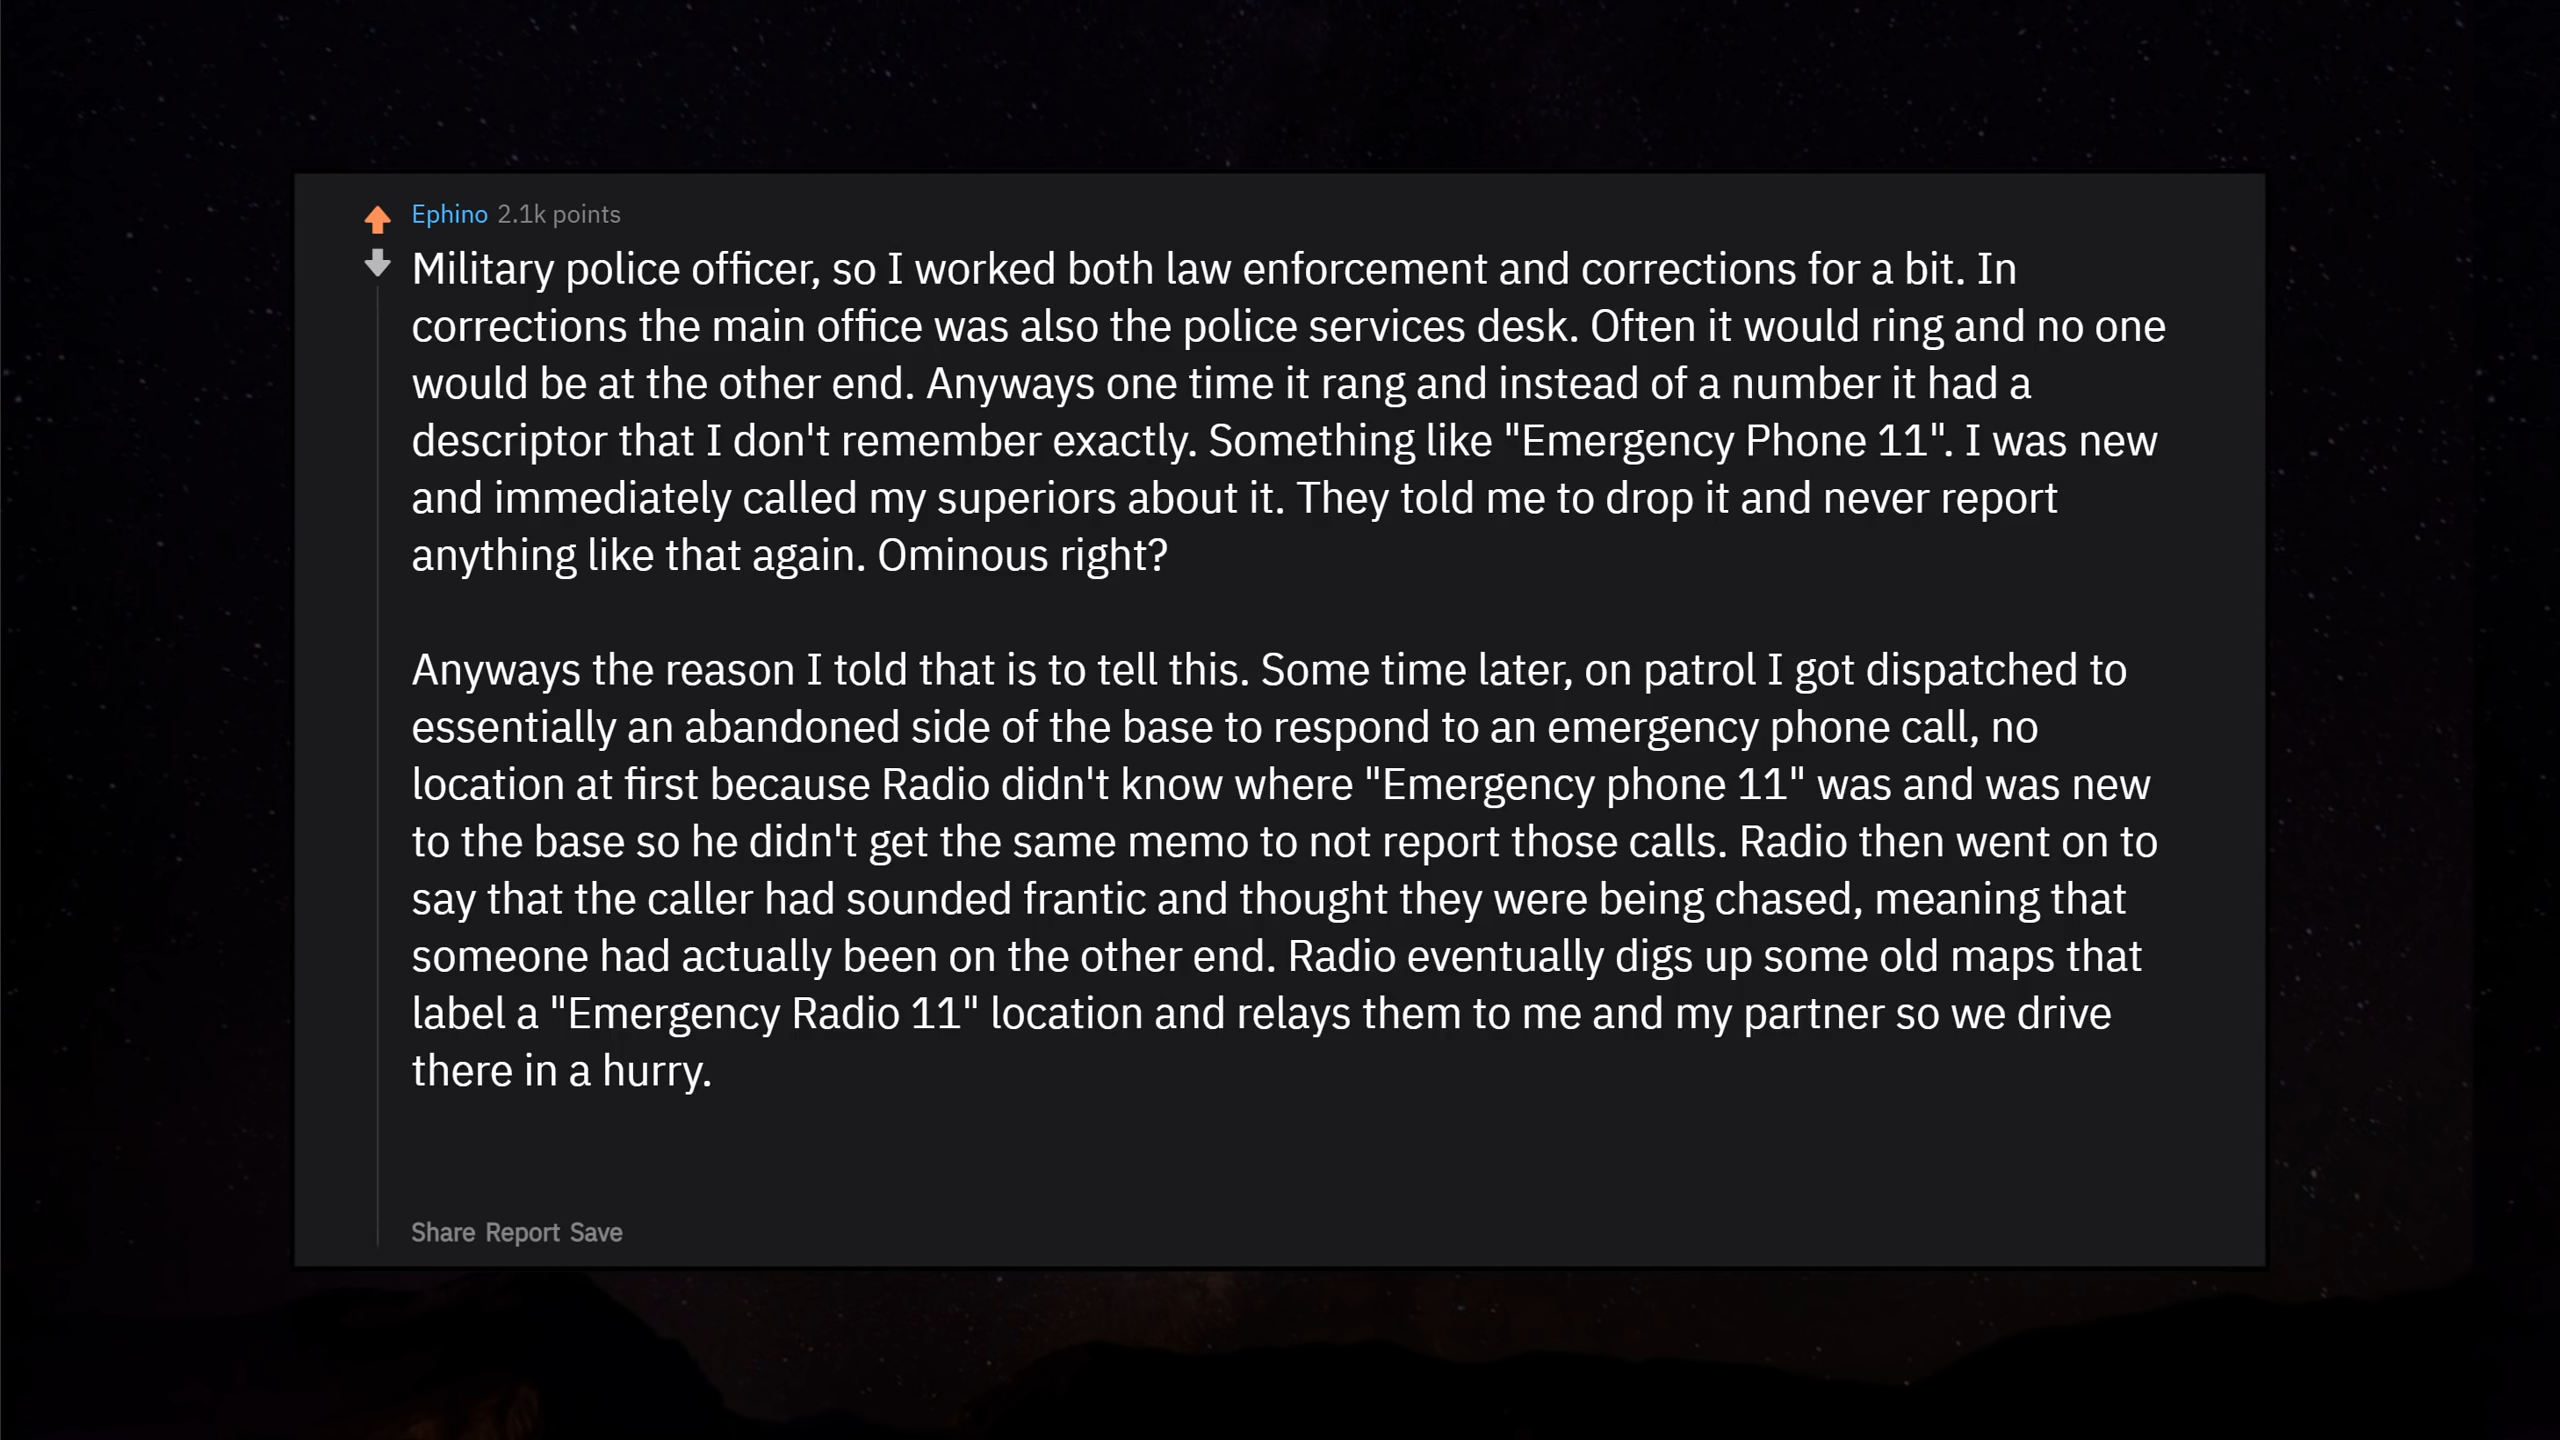 Ephino 2.1k points
Military police officer, so I worked both law enforcement and corrections for a bit. In
corrections the main office was also the police services desk. Often it would ring and no one
would be at the other end. Anyways one time it rang and instead of a number it had a
descriptor that I don't remember exactly. Something like "Emergency Phone 11". I was new
and immediately called my superiors about it. They told me to drop it and never report
anything like that again. Ominous right?
Anyways the reason I told that is to tell this. Some time later, on patrol I got dispatched to
essentially an abandoned side of the base to respond to an emergency phone call, no
location at first because Radio didn't know where "Emergency phone 11" was and was new
to the base so he didn't get the same memo to not report those calls. Radio then went on to
say that the caller had sounded frantic and thought they were being chased, meaning that
someone had actually been on the other end. Radio eventually digs up some old maps that
label a "Emergency Radio 11" location and relays them to me and my partner so we drive
there in a hurry.
Share Report Save